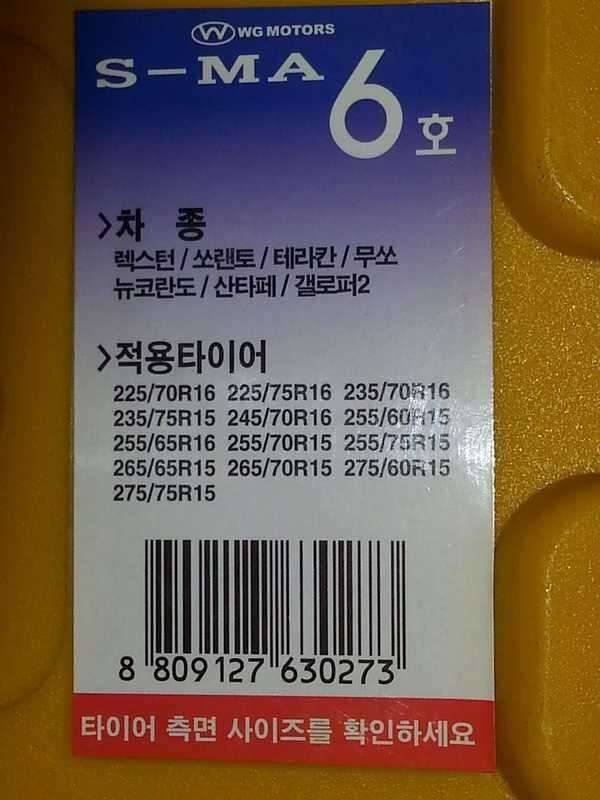 WG MOTORS
S-MA 6호
>차 종
렉스턴 / 쏘랜토 / 테라칸 / 무쏘
뉴코란도 / 산타페 / 갤로퍼2
>적용타이어
225/70R16 225/75R16 235/70R16
235/75R15 245/70R16 255/60R15
255/65R16 255/70R15 255/75R15
265/65R15 265/70R15 275/60R15
275/75R15
8 809127 630273
타이어 측면 사이즈를 확인하세요